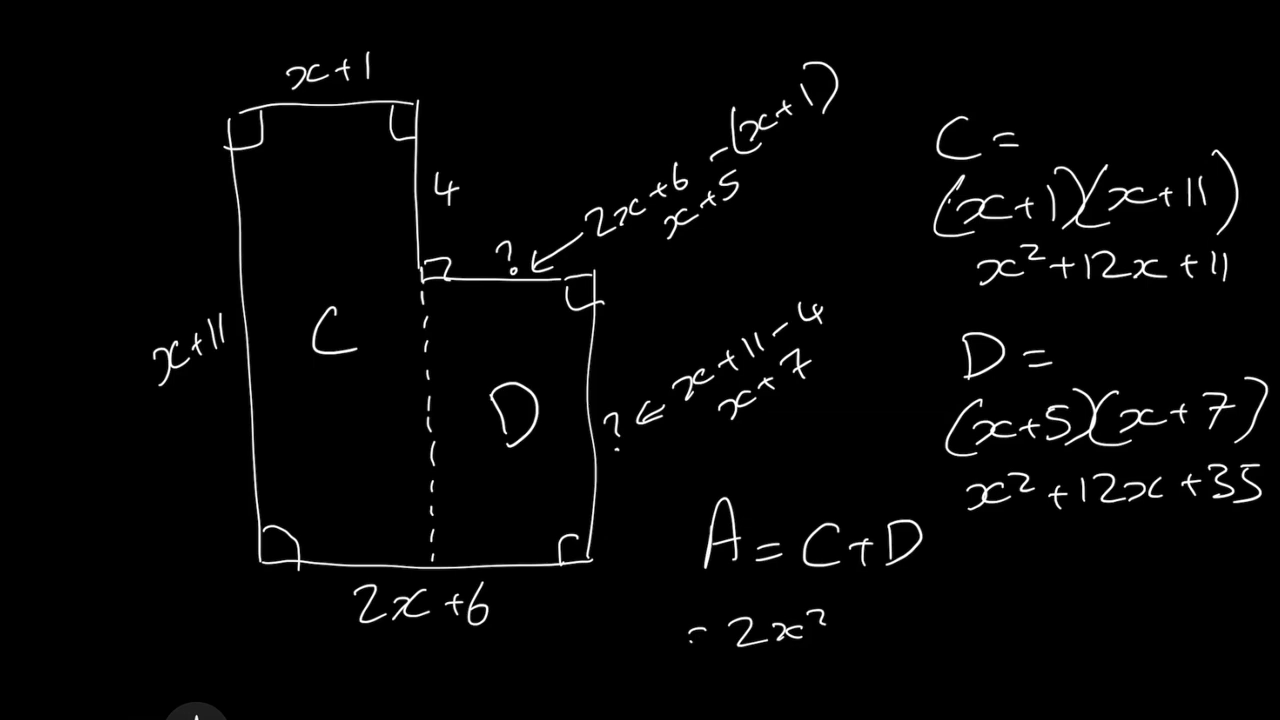 x+1
4
2x+6 -(x+1)
x+5
?
x+11
C
D
?
x+11-4
x+7
2x+6
C=
(x+1)(x+11)
x²+12x+11
D=
(x+5)(x+7)
x²+12x+35
A=C+D
=2x²